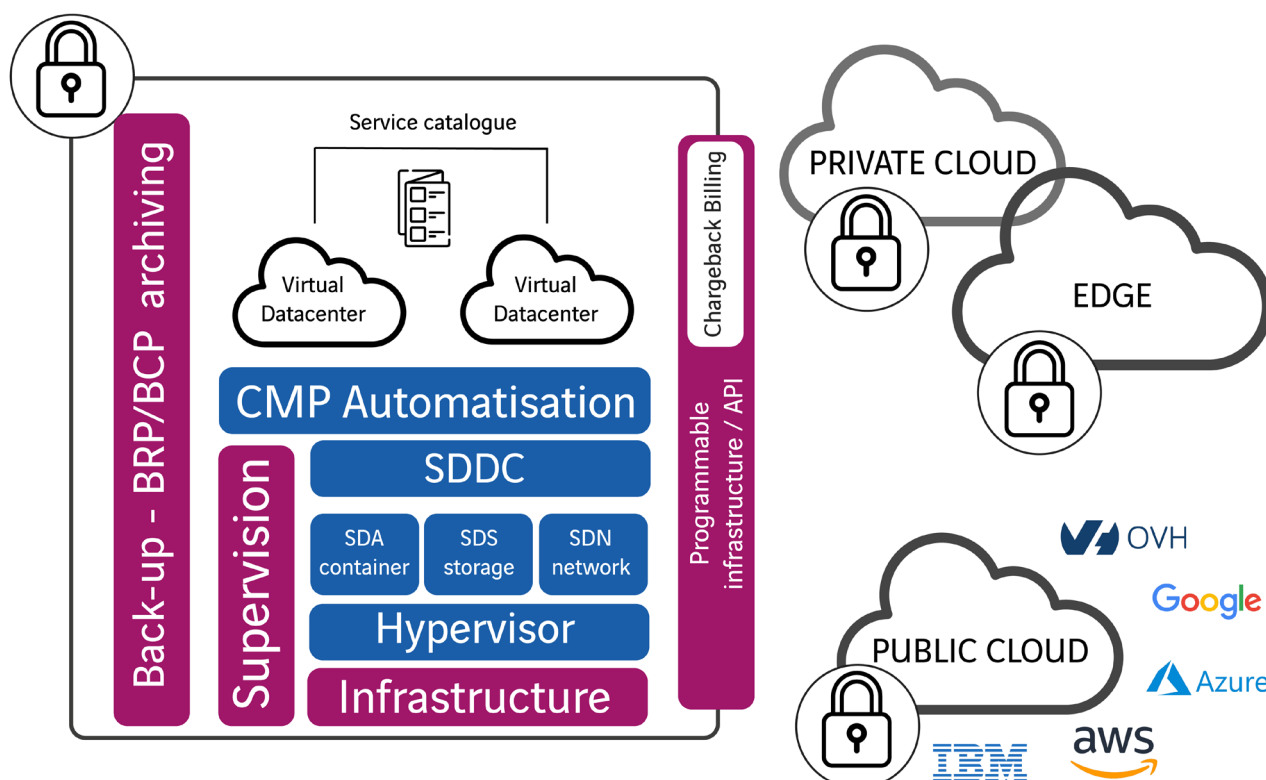 Service catalogue
Back-up - BRP/BCP archiving
Virtual
Datacenter
Virtual
Datacenter
CMP Automatisation
Supervision
SDDC
SDA
container
SDS
storage
SDN
network
Hypervisor
Infrastructure
Chargeback Billing
Programmable
infrastructure / API
PRIVATE CLOUD
EDGE
PUBLIC CLOUD
OVH
Google
Azure
aws
IBM